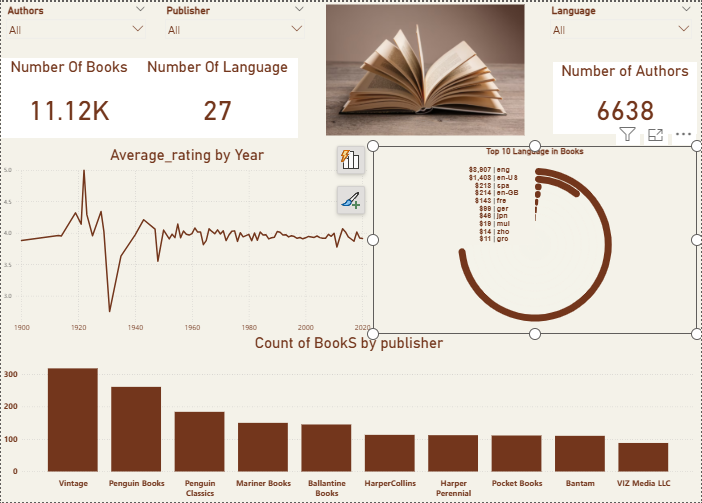 Authors
All
Publisher
All
Language
All
Number Of Books
11.12K
Number Of Language
27
Number of Authors
6638
Average_rating by Year
5.0
4.5
4.0
3.5
3.0
1900
1920
1940
1960
1980
2000
2020
Top 10 Language in Books
$8,907 | eng
$1,408 | en-US
$218 | spa
$214 | en-GB
$143 | fre
$99 | ger
$46 | jpn
$19 | mul
$14 | zho
$11 | gro
Count of BookS by publisher
300
200
100
0
Vintage
Penguin Books
Penguin
Classics
Mariner Books
Ballantine
Books
HarperCollins
Harper
Perennial
Pocket Books
Bantam
VIZ Media LLC